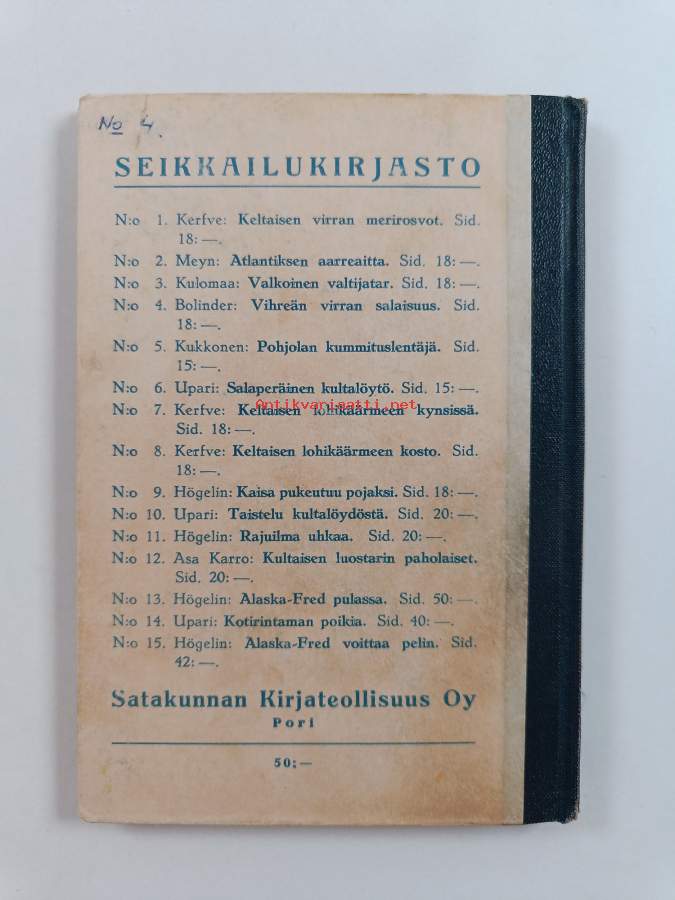 No 4.
SEIKKAILUKIRJASTO
N:o 1. Kerfve: Keltaisen virran merirosvot. Sid.
18: —.
N:o 2. Meyn: Atlantiksen aarreaitta. Sid. 18: —.
N:o 3. Kulomaa: Valkoinen valtijatar. Sid. 18: —.
N:o 4. Bolinder: Vihreän virran salaisuus. Sid.
18: —.
N:o 5. Kukkonen: Pohjolan kummituslentäjä. Sid.
15: —.
N:o 6. Upari: Salaperäinen kultalöytö. Sid. 15: —.
Antikvariaatti.net
N:o 7. Kerfve: Keltaisen lohikäärmeen kynsissä.
Sid. 18: —.
N:o 8. Kerfve: Keltaisen lohikäärmeen kosto. Sid.
18: —.
N:o 9. Högelin: Kaisa pukeutuu pojaksi. Sid. 18: —.
N:o 10. Upari: Taistelu kultalöydöstä. Sid. 20: —.
N:o 11. Högelin: Rajuilma uhkaa. Sid. 20: —.
N:o 12. Asa Karro: Kultaisen luostarin paholaiset.
Sid. 20: —.
N:o 13. Högelin: Alaska-Fred pulassa. Sid. 50: —.
N:o 14. Upari: Kotirintaman poikia. Sid. 40: —.
N:o 15. Högelin: Alaska-Fred voittaa pelin. Sid.
42: —.
Satakunnan Kirjateollisuus Oy
Pori
50: —